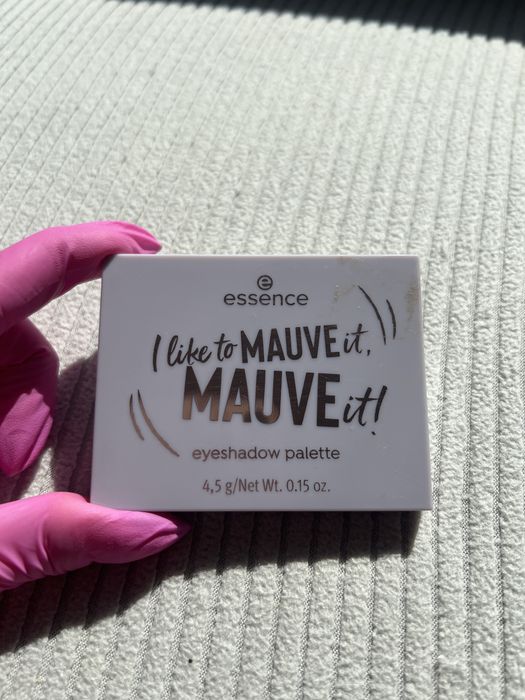 e
essence
I like to MAUVE it,
MAUVE it!
eyeshadow palette
4,5 g/Net Wt. 0.15 oz.